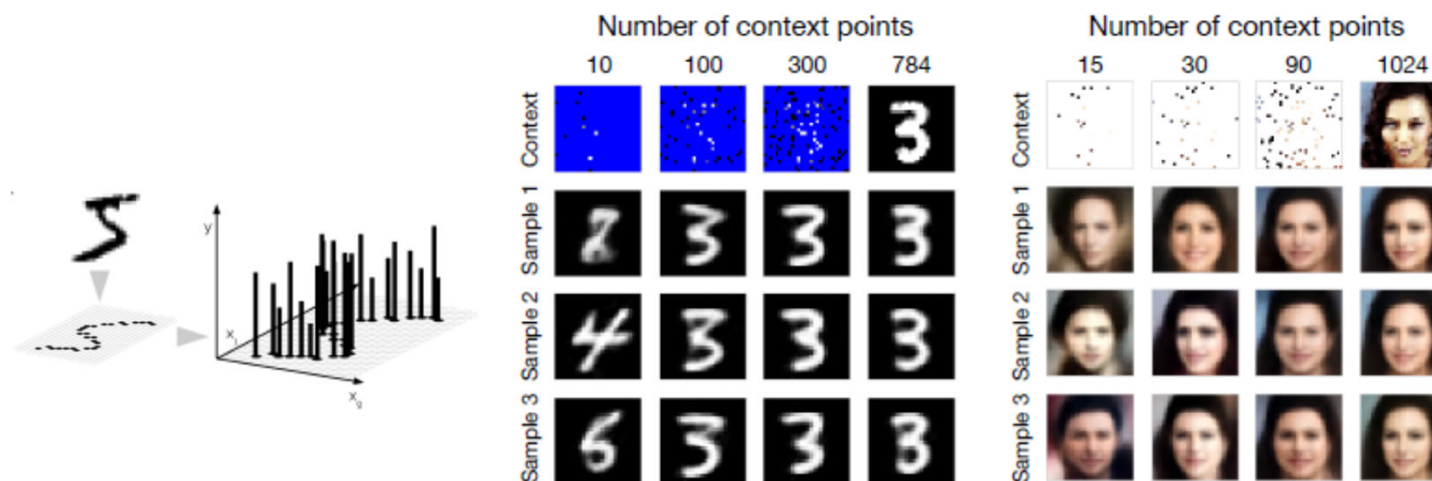 Number of context points
10 100 300 784
Context
Sample 1
Sample 2
Sample 3
Number of context points
15 30 90 1024
Context
Sample 1
Sample 2
Sample 3
y
x
x